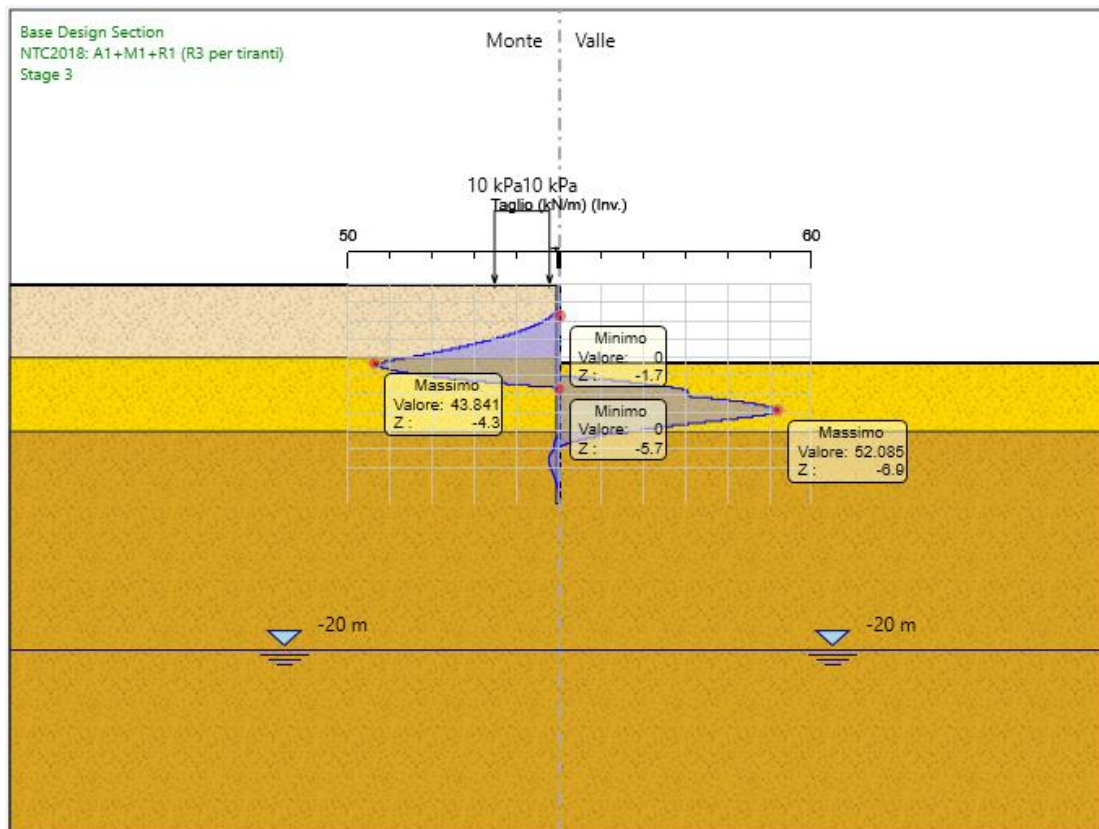 Base Design Section
NTC2018: A1+M1+R1 (R3 per tiranti)
Stage 3
Monte
Valle
10 kPa10 kPa
Taglio (kN/m) (Inv.)
50
60
Minimo
Valore: 0
Z : -1.7
Massimo
Valore: 43.841
Z : -4.3
Minimo
Valore: 0
Z : -5.7
Massimo
Valore: 52.085
Z : -6.9
-20 m
-20 m